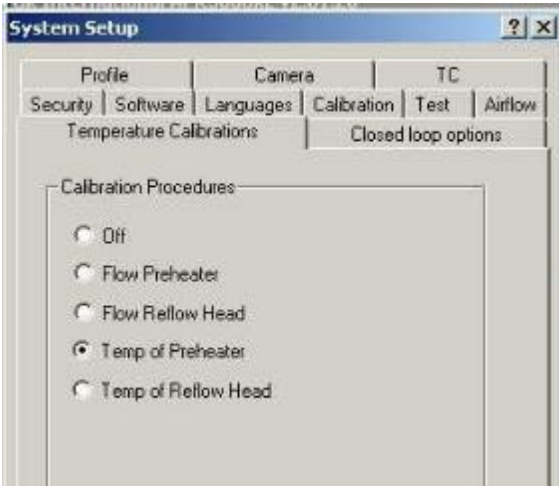 System Setup
Profile Camera TC
Security Software Languages Calibration Test Airflow
Temperature Calibrations Closed loop options
Calibration Procedures
Off
Flow Preheater
Flow Reflow Head
Temp of Preheater
Temp of Reflow Head